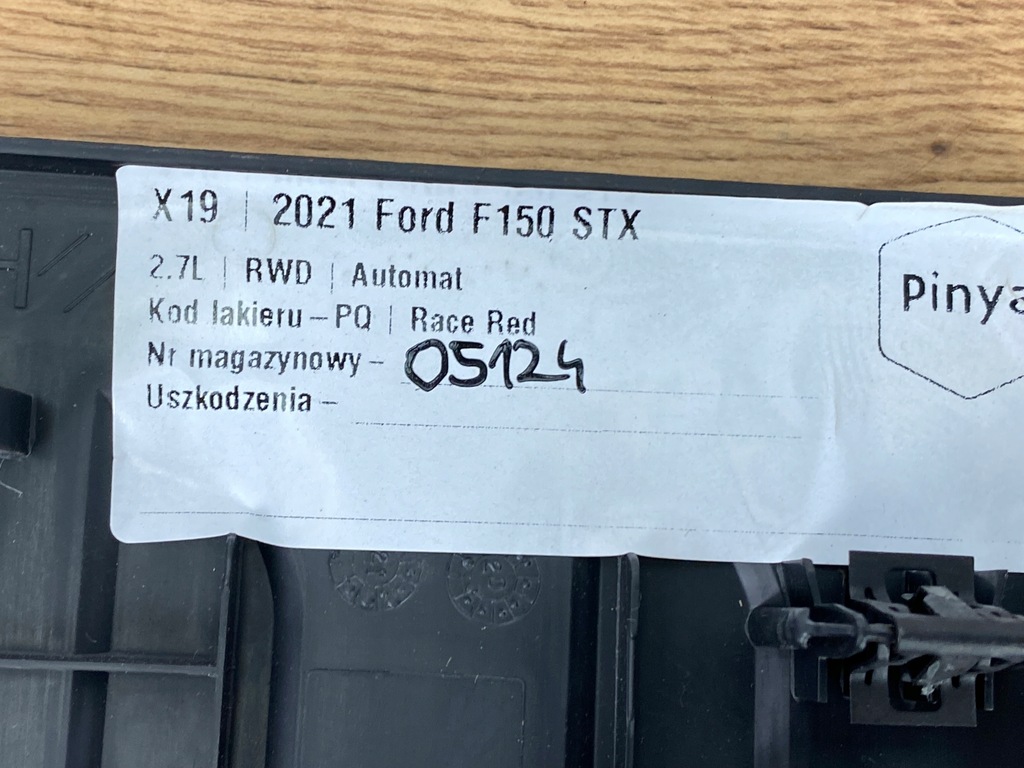 X19 | 2021 Ford F150 STX
2.7L | RWD | Automat
Kod lakieru – PQ | Race Red
Nr magazynowy – 05124
Uszkodzenia –
Pinya